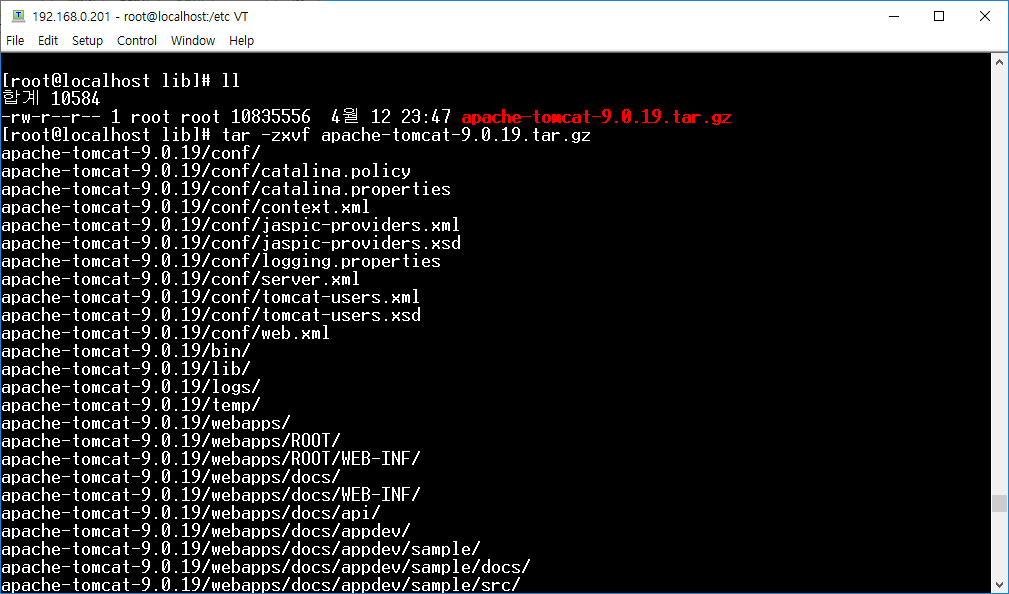 192.168.0.201 - root@localhost:/etc VT
File Edit Setup Control Window Help
[root@localhost lib]# ll
합계 10584
-rw-r--r-- 1 root root 10835556  4월 12 23:47 apache-tomcat-9.0.19.tar.gz
[root@localhost lib]# tar -zxvf apache-tomcat-9.0.19.tar.gz
apache-tomcat-9.0.19/conf/
apache-tomcat-9.0.19/conf/catalina.policy
apache-tomcat-9.0.19/conf/catalina.properties
apache-tomcat-9.0.19/conf/context.xml
apache-tomcat-9.0.19/conf/jaspic-providers.xml
apache-tomcat-9.0.19/conf/jaspic-providers.xsd
apache-tomcat-9.0.19/conf/logging.properties
apache-tomcat-9.0.19/conf/server.xml
apache-tomcat-9.0.19/conf/tomcat-users.xml
apache-tomcat-9.0.19/conf/tomcat-users.xsd
apache-tomcat-9.0.19/conf/web.xml
apache-tomcat-9.0.19/bin/
apache-tomcat-9.0.19/lib/
apache-tomcat-9.0.19/logs/
apache-tomcat-9.0.19/temp/
apache-tomcat-9.0.19/webapps/
apache-tomcat-9.0.19/webapps/ROOT/
apache-tomcat-9.0.19/webapps/ROOT/WEB-INF/
apache-tomcat-9.0.19/webapps/docs/
apache-tomcat-9.0.19/webapps/docs/WEB-INF/
apache-tomcat-9.0.19/webapps/docs/api/
apache-tomcat-9.0.19/webapps/docs/appdev/
apache-tomcat-9.0.19/webapps/docs/appdev/sample/
apache-tomcat-9.0.19/webapps/docs/appdev/sample/docs/
apache-tomcat-9.0.19/webapps/docs/appdev/sample/src/